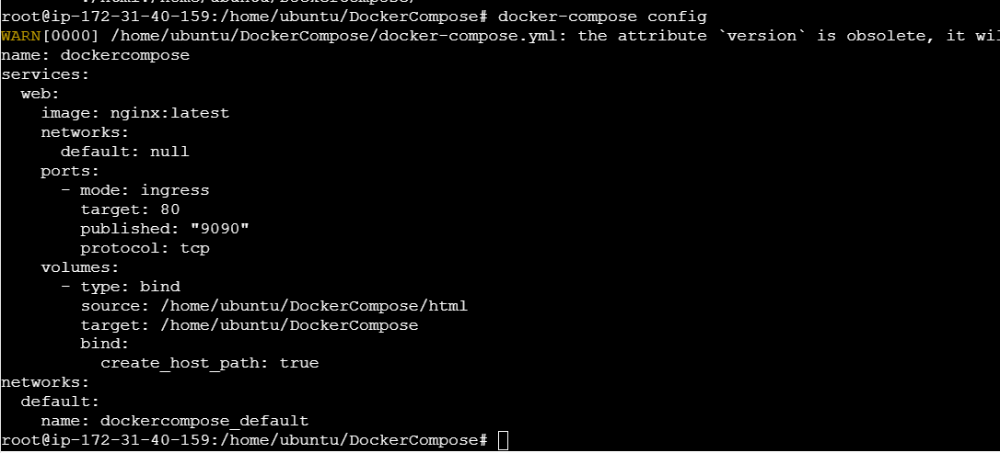 root@ip-172-31-40-159:/home/ubuntu/DockerCompose# docker-compose config
WARN[0000] /home/ubuntu/DockerCompose/docker-compose.yml: the attribute `version` is obsolete, it wil
name: dockercompose
services:
  web:
    image: nginx:latest
    networks:
      default: null
    ports:
      - mode: ingress
        target: 80
        published: "9090"
        protocol: tcp
    volumes:
      - type: bind
        source: /home/ubuntu/DockerCompose/html
        target: /home/ubuntu/DockerCompose
        bind:
          create_host_path: true
networks:
  default:
    name: dockercompose_default
root@ip-172-31-40-159:/home/ubuntu/DockerCompose#